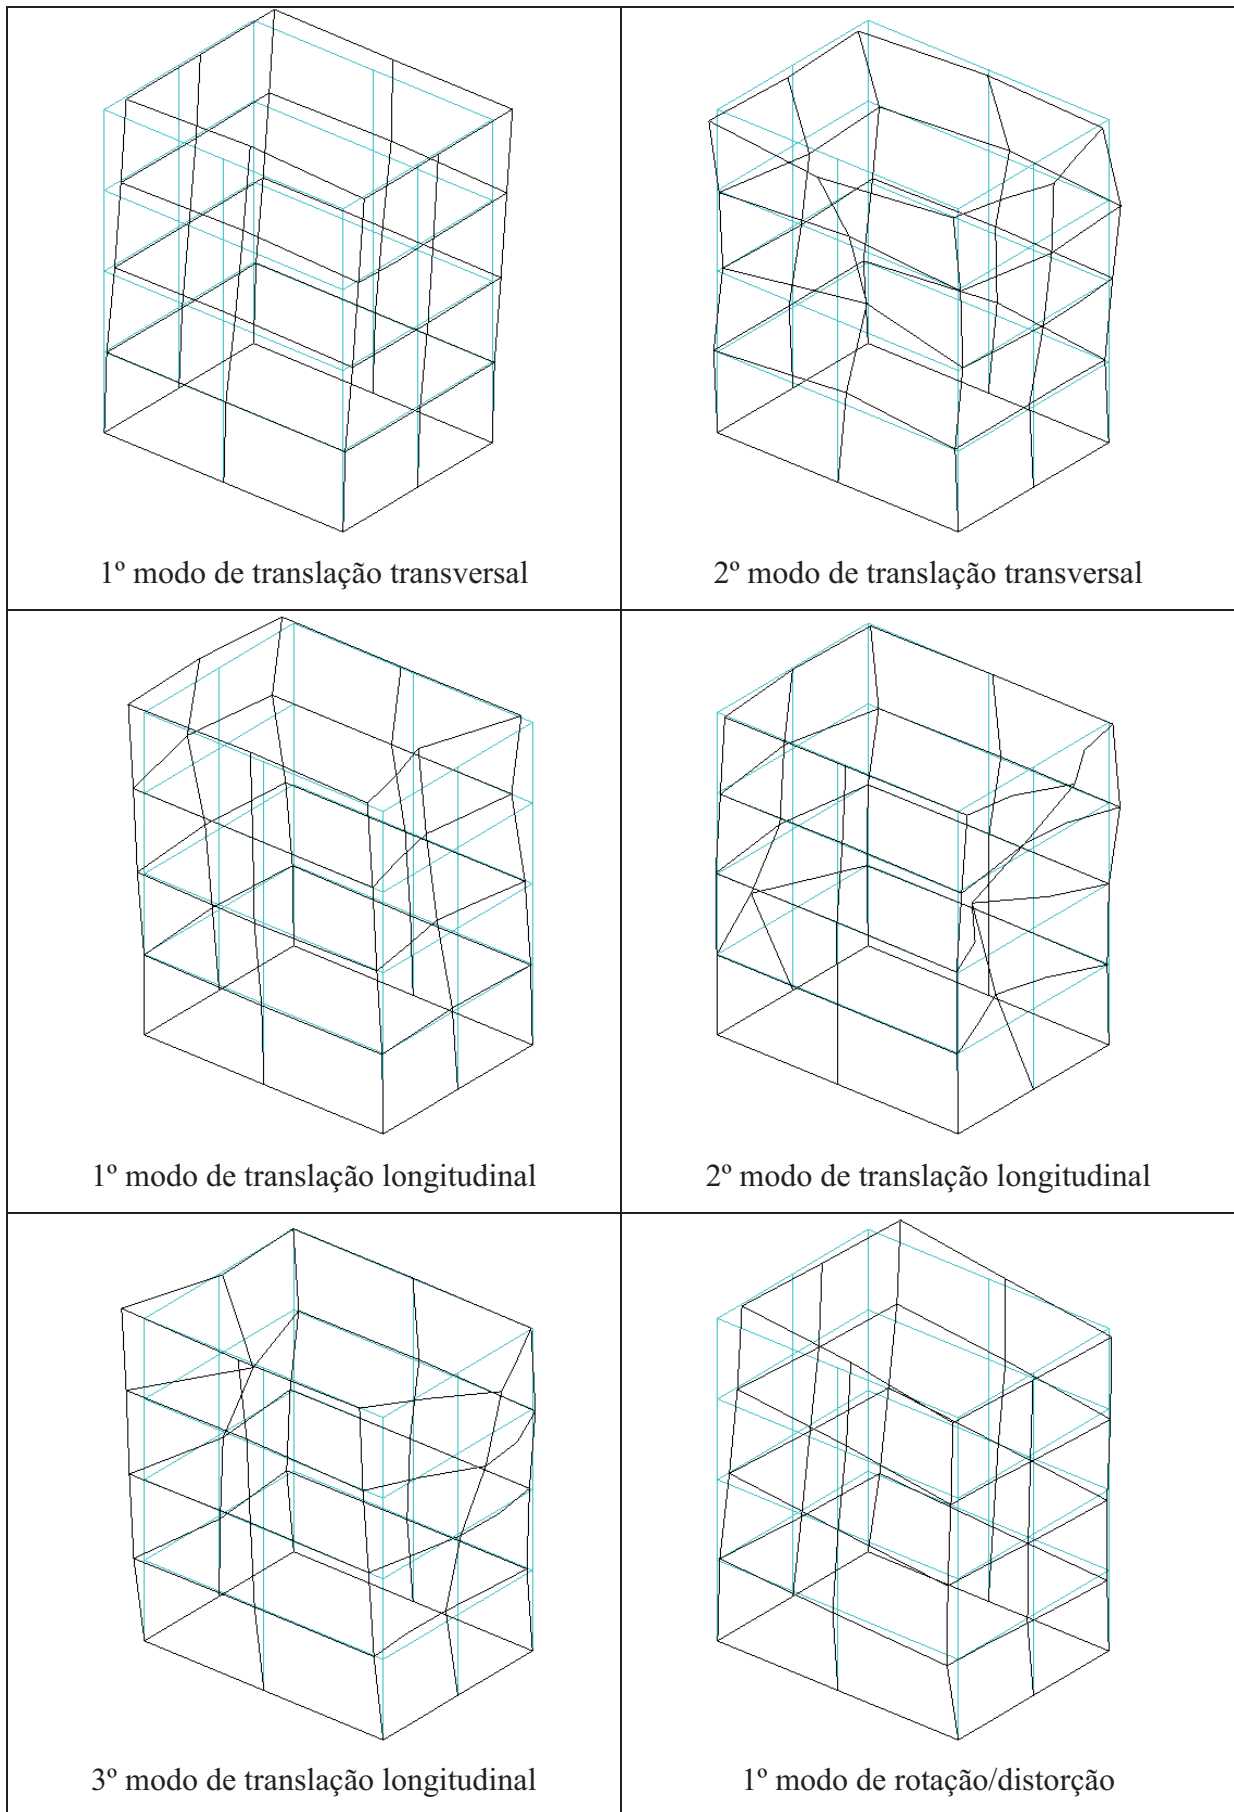 1º modo de translação transversal
2º modo de translação transversal
1º modo de translação longitudinal
2º modo de translação longitudinal
3º modo de translação longitudinal
1º modo de rotação/distorção